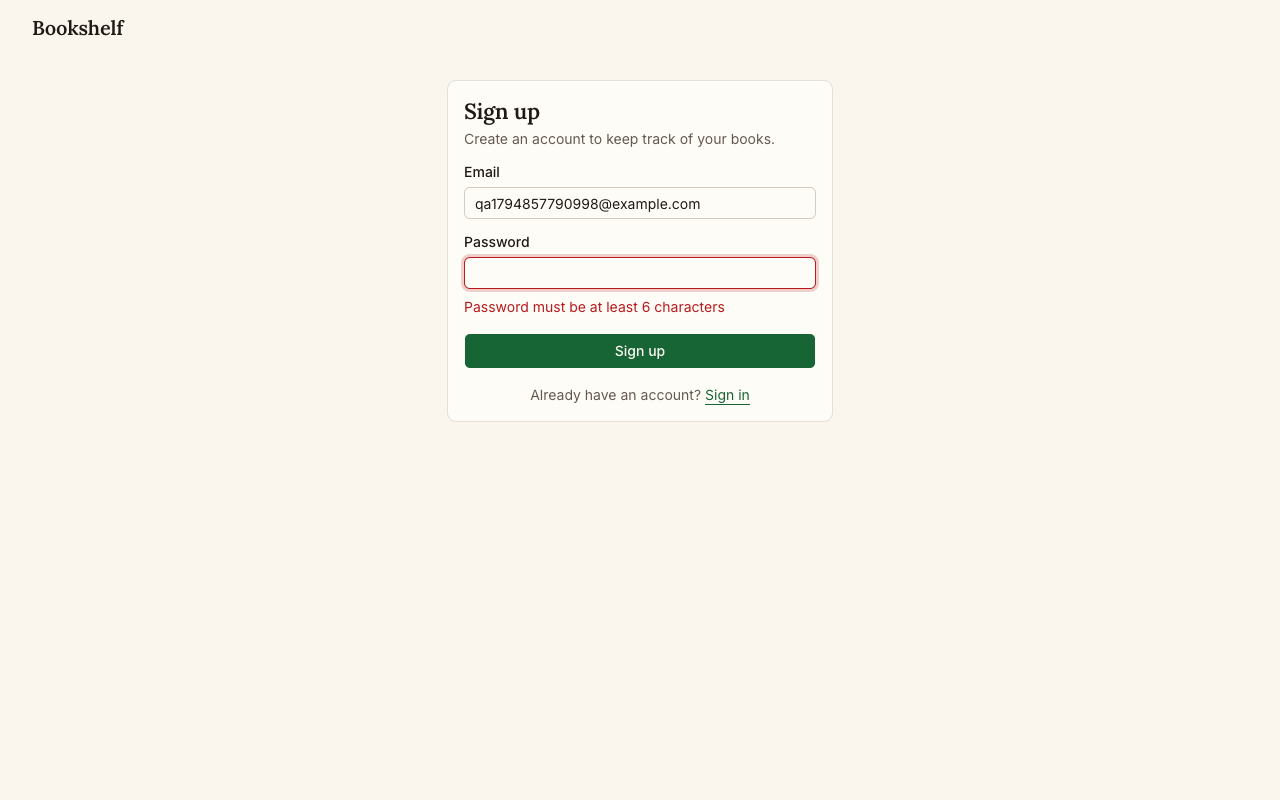 Bookshelf
Sign up
Create an account to keep track of your books.
Email
qa1794857790998@example.com
Password
Password must be at least 6 characters
Sign up
Already have an account? Sign in